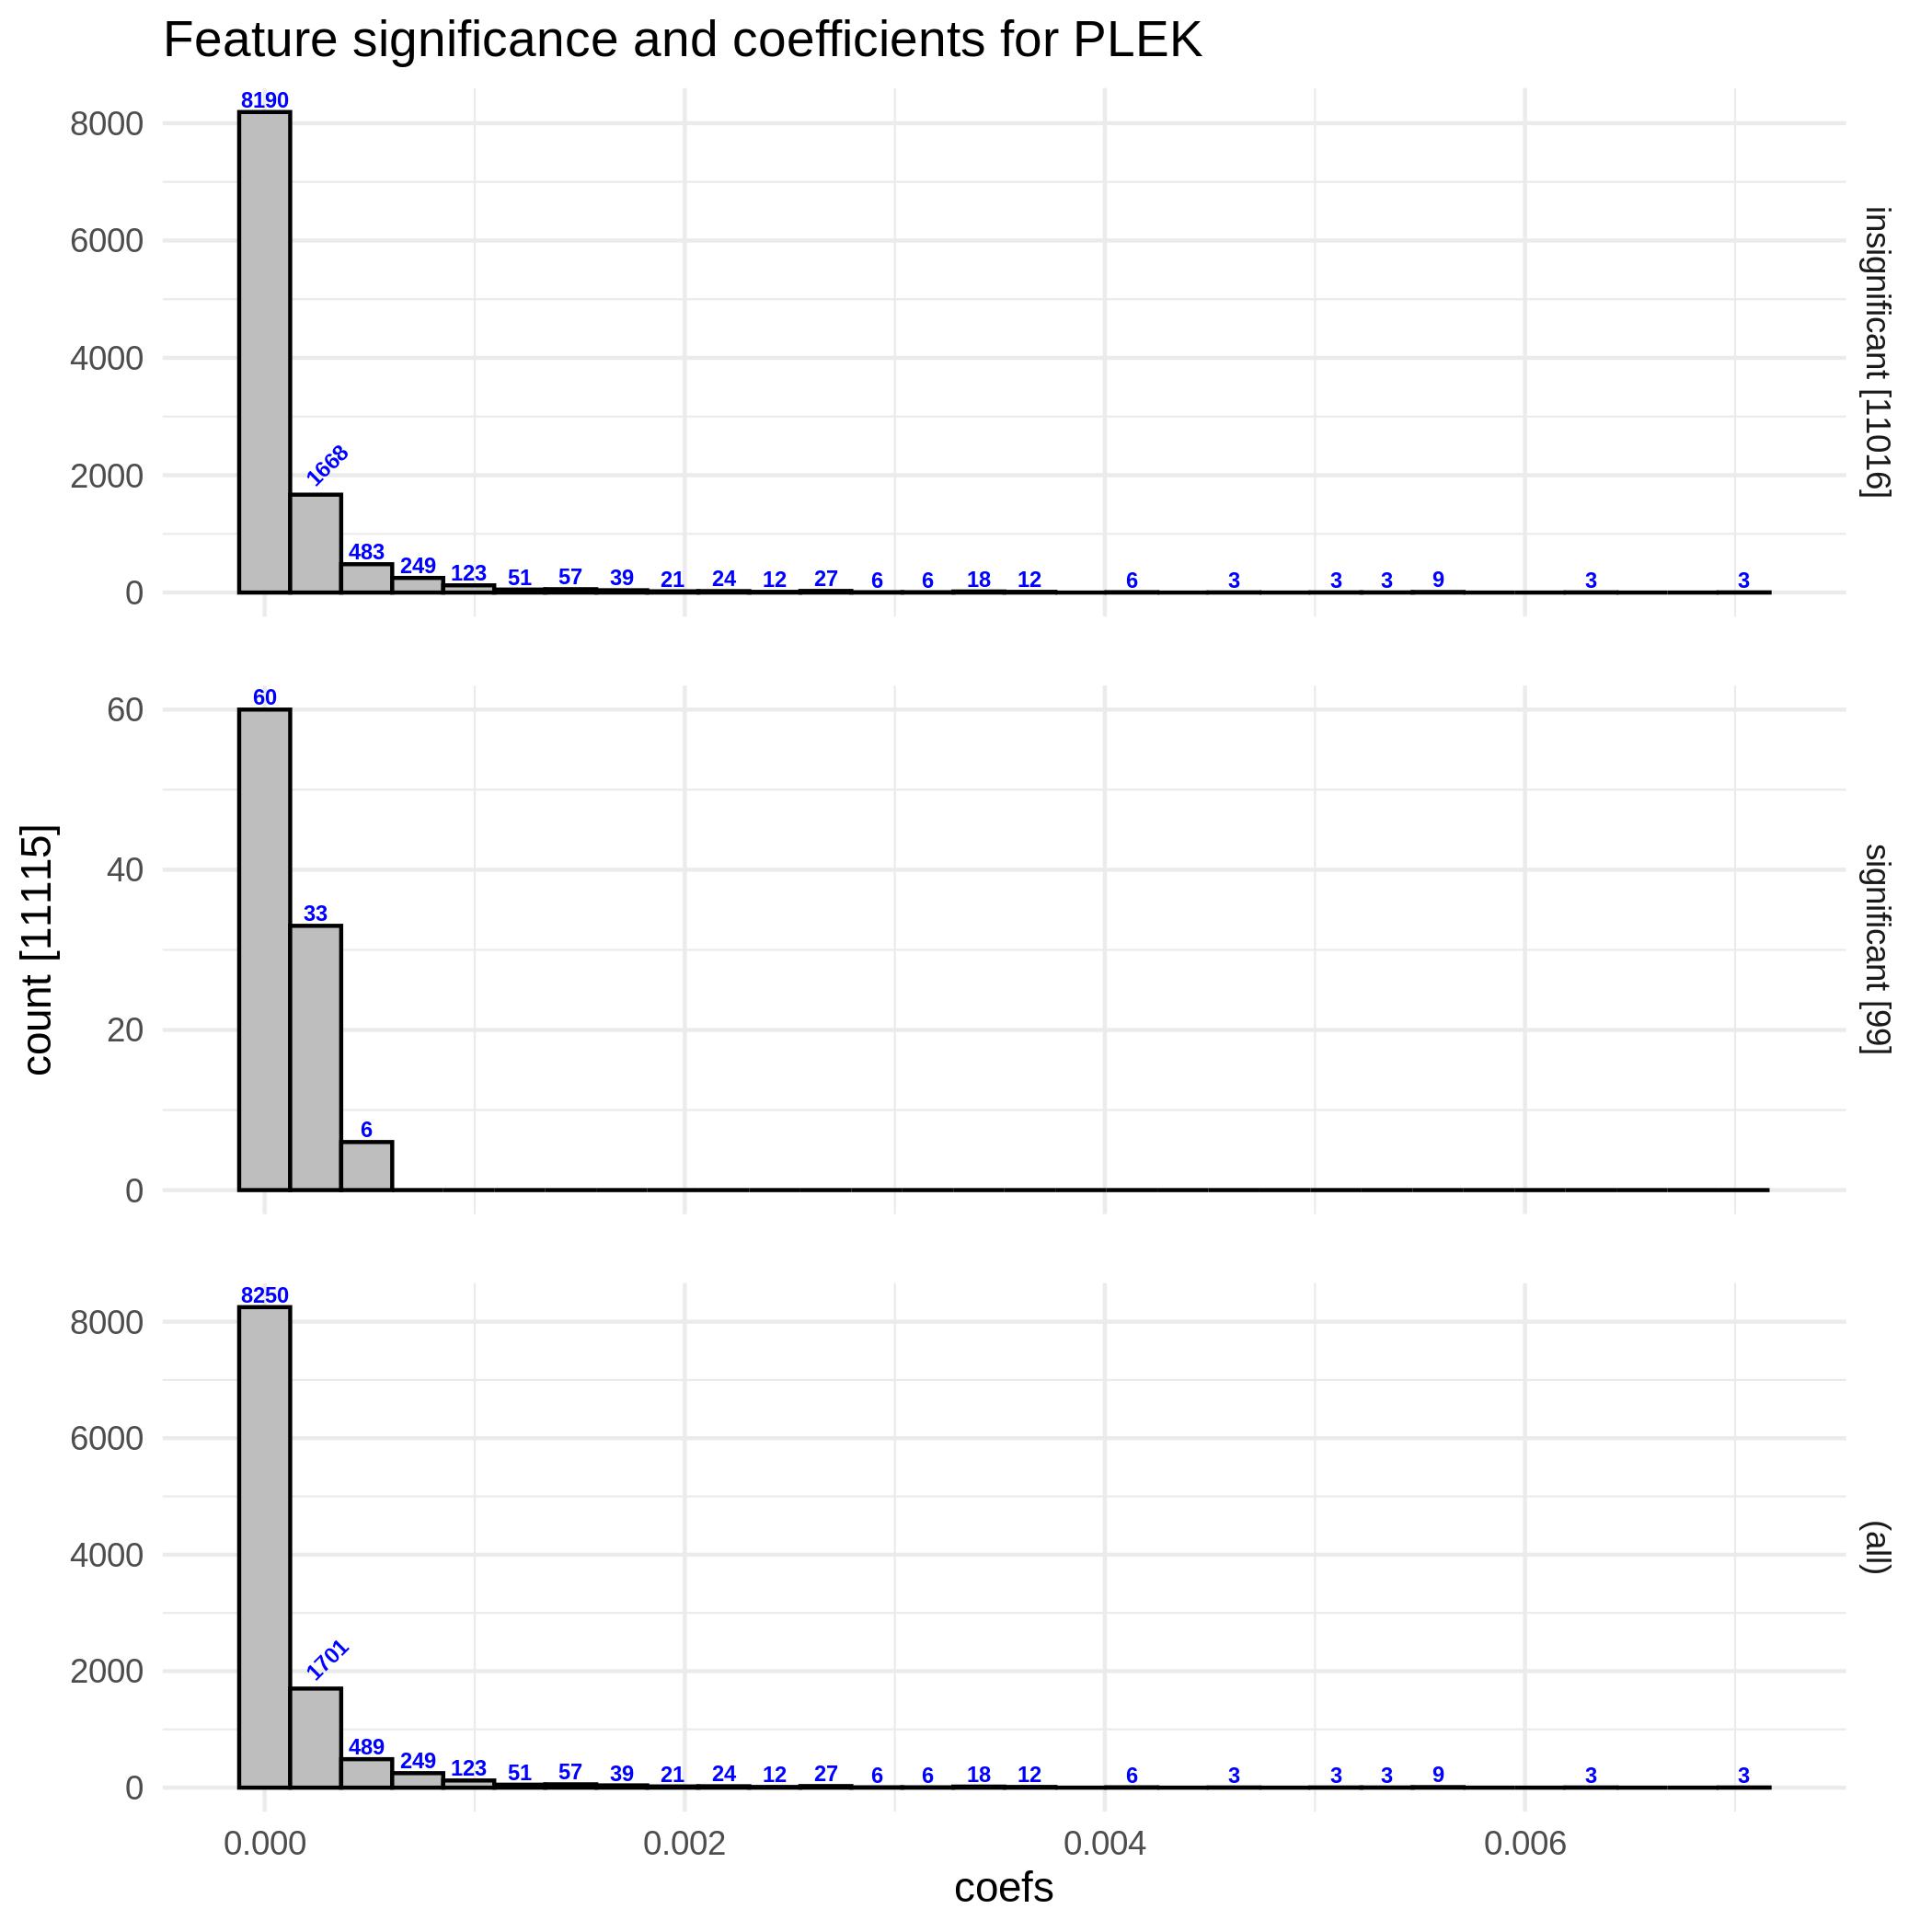 Feature significance and coefficients for PLEK
8190
8000
6000
4000
1668
2000
483 249 123 51 57 39 21 24 12 27 6 6 18 12 6 3 3 3 9 3 3
0
insignificant [11016]
60
60
40
33
20
6
0
significant [99]
count [11115]
8250
8000
6000
4000
1701
2000
489 249 123 51 57 39 21 24 12 27 6 6 18 12 6 3 3 3 9 3 3
0
(all)
0.000 0.002 0.004 0.006
coefs